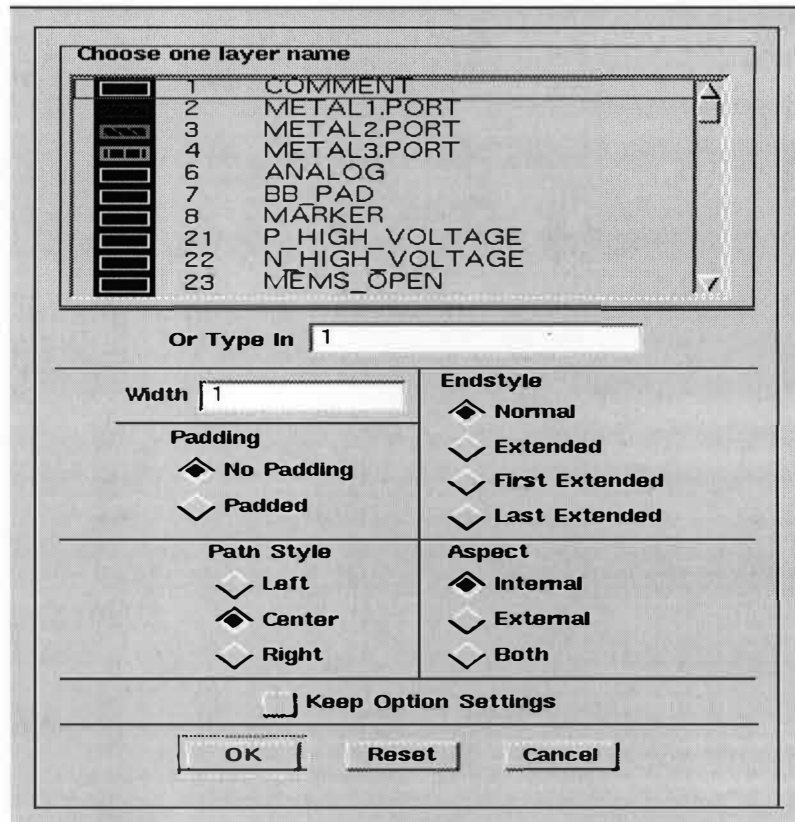 Choose one layer name
1 COMMENT
2 METAL1.PORT
3 METAL2.PORT
4 METAL3.PORT
6 ANALOG
7 BB_PAD
8 MARKER
21 P_HIGH_VOLTAGE
22 N_HIGH_VOLTAGE
23 MEMS_OPEN
Or Type In 1
Width 1
Padding
No Padding
Padded
Endstyle
Normal
Extended
First Extended
Last Extended
Path Style
Left
Center
Right
Aspect
Internal
External
Both
Keep Option Settings
OK Reset Cancel